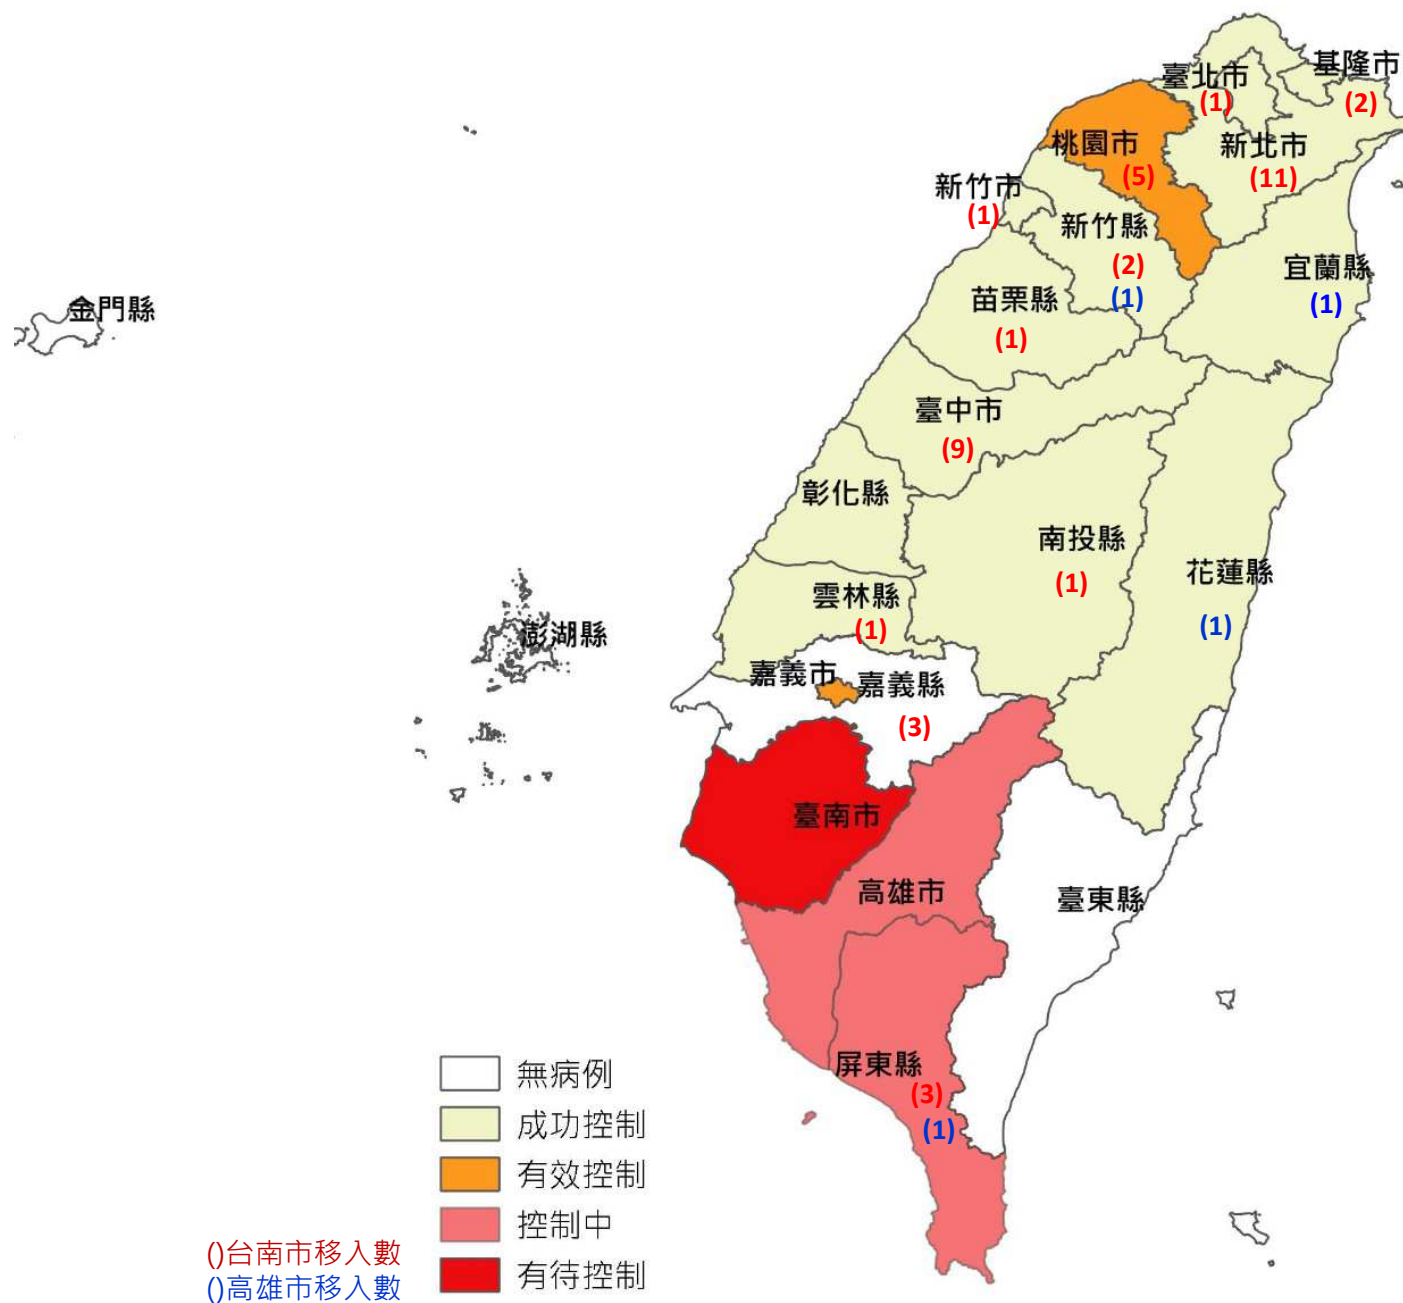 基隆市
臺北市
(1)
(2)
桃園市
新北市
(5)
(11)
新竹市
(1)
新竹縣
(2)
(1)
宜蘭縣
(1)
金門縣
苗栗縣
(1)
臺中市
(9)
彰化縣
南投縣
(1)
花蓮縣
(1)
雲林縣
(1)
澎湖縣
嘉義市
嘉義縣
(3)
臺南市
高雄市
臺東縣
屏東縣
(3)
(1)
無病例
成功控制
有效控制
控制中
有待控制
()台南市移入數
()高雄市移入數